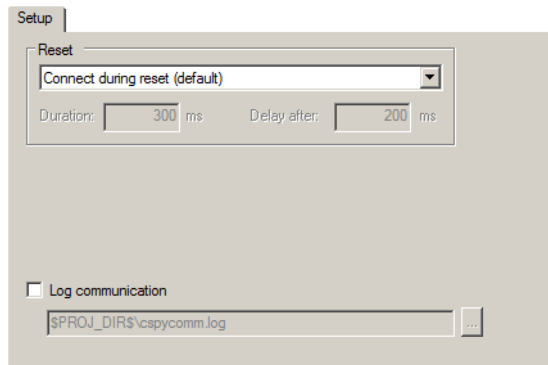 Setup
Reset
Connect during reset (default)
Duration: 300 ms Delay after: 200 ms
Log communication
$PROJ_DIR$\cspycomm.log ...